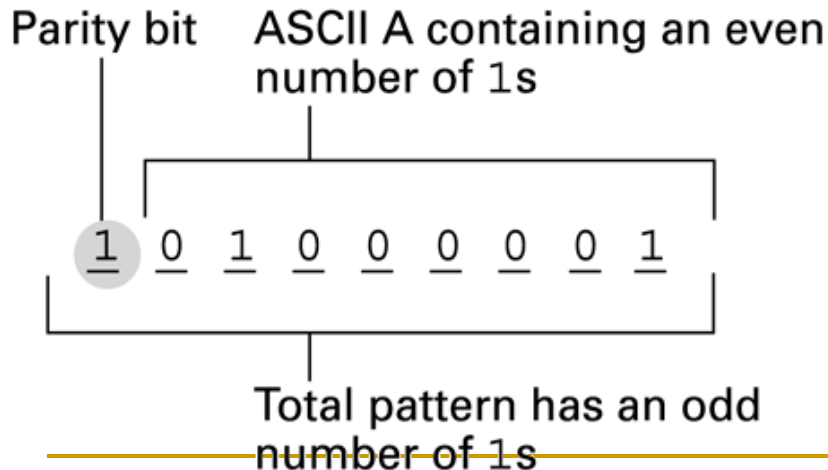 Parity bit
ASCII A containing an even
number of 1s
1 0 1 0 0 0 0 0 1
Total pattern has an odd
number of 1s